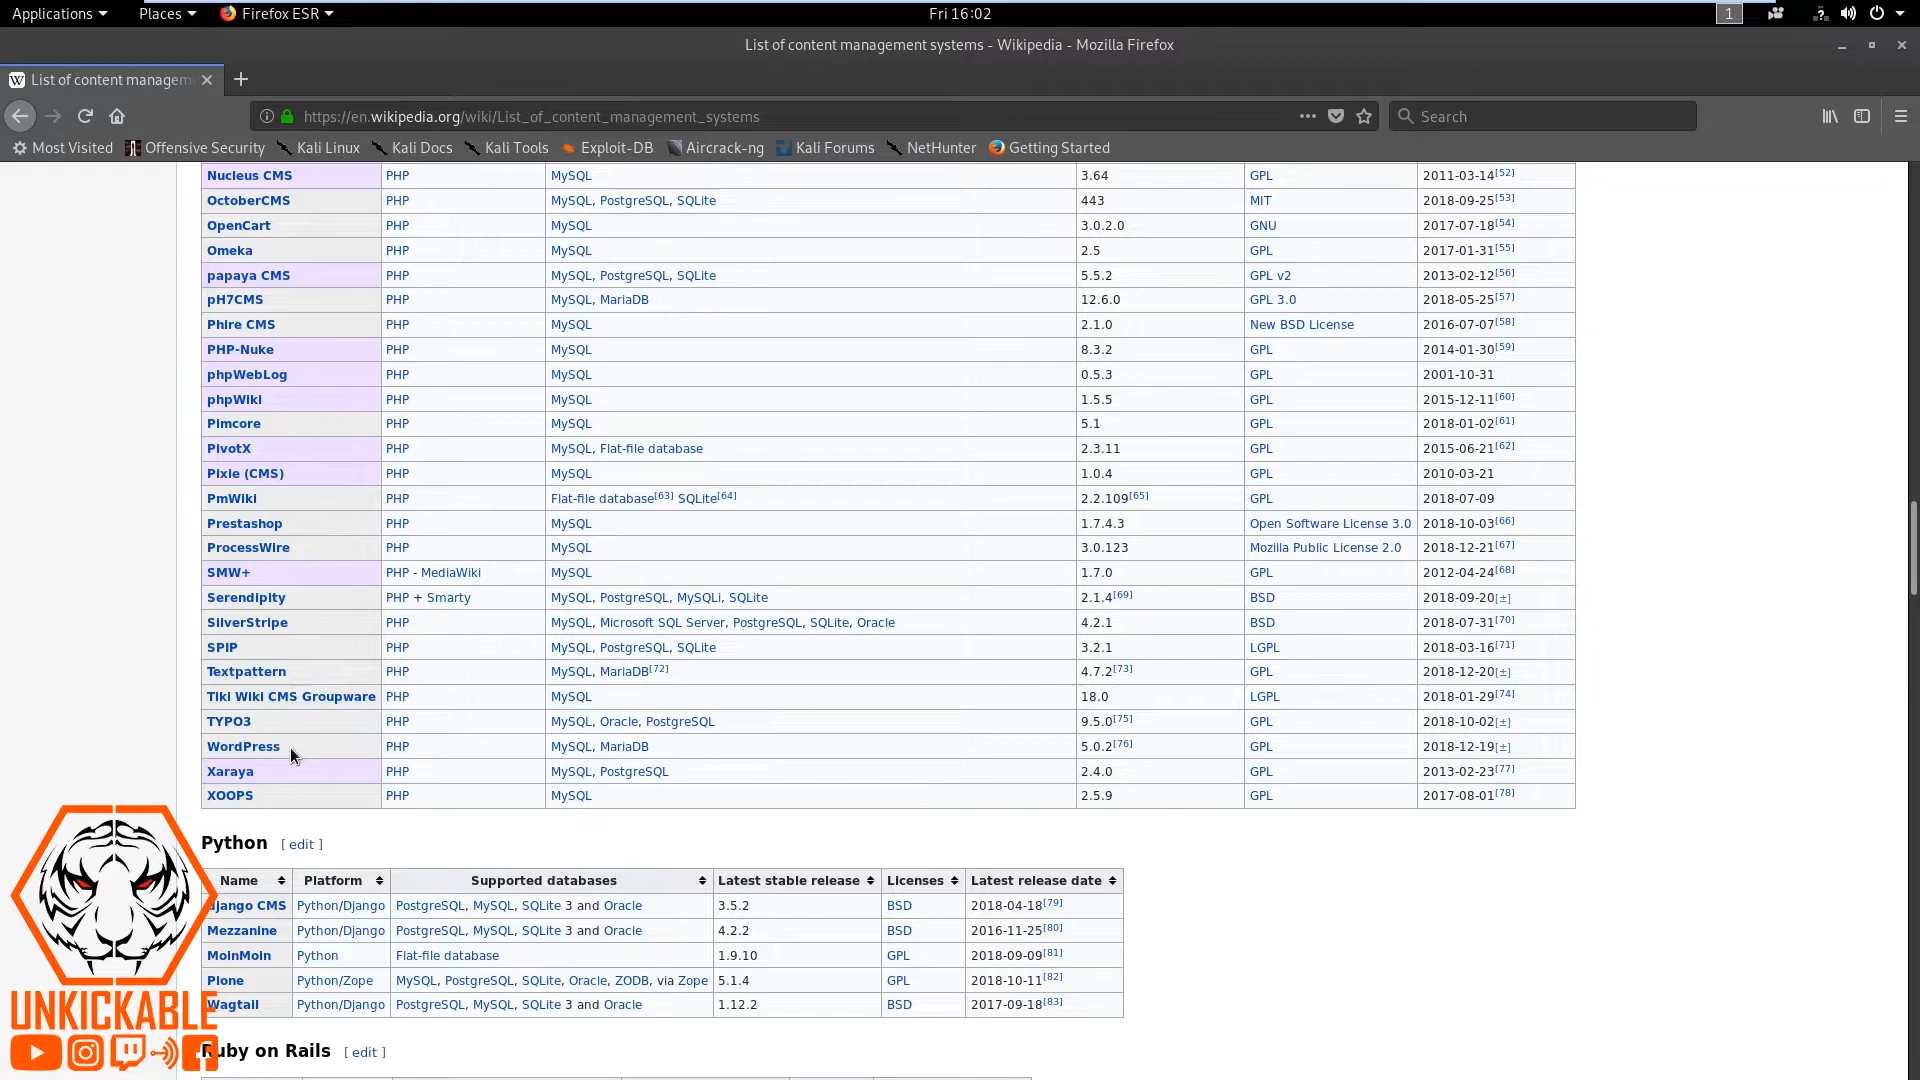 Applications Places Firefox ESR Fri 16:02 1
List of content management systems - Wikipedia - Mozilla Firefox
List of content managem
https://en.wikipedia.org/wiki/List_of_content_management_systems Search
Most Visited Offensive Security Kali Linux Kali Docs Kali Tools Exploit-DB Aircrack-ng Kali Forums NetHunter Getting Started
Nucleus CMS PHP MySQL 3.64 GPL 2011-03-14[52]
OctoberCMS PHP MySQL, PostgreSQL, SQLite 443 MIT 2018-09-25[53]
OpenCart PHP MySQL 3.0.2.0 GNU 2017-07-18[54]
Omeka PHP MySQL 2.5 GPL 2017-01-31[55]
papaya CMS PHP MySQL, PostgreSQL, SQLite 5.5.2 GPL v2 2013-02-12[56]
pH7CMS PHP MySQL, MariaDB 12.6.0 GPL 3.0 2018-05-25[57]
Phire CMS PHP MySQL 2.1.0 New BSD License 2016-07-07[58]
PHP-Nuke PHP MySQL 8.3.2 GPL 2014-01-30[59]
phpWebLog PHP MySQL 0.5.3 GPL 2001-10-31
phpWiki PHP MySQL 1.5.5 GPL 2015-12-11[60]
Pimcore PHP MySQL 5.1 GPL 2018-01-02[61]
PivotX PHP MySQL, Flat-file database 2.3.11 GPL 2015-06-21[62]
Pixie (CMS) PHP MySQL 1.0.4 GPL 2010-03-21
PmWiki PHP Flat-file database[63] SQLite[64] 2.2.109[65] GPL 2018-07-09
Prestashop PHP MySQL 1.7.4.3 Open Software License 3.0 2018-10-03[66]
ProcessWire PHP MySQL 3.0.123 Mozilla Public License 2.0 2018-12-21[67]
SMW+ PHP - MediaWiki MySQL 1.7.0 GPL 2012-04-24[68]
Serendipity PHP + Smarty MySQL, PostgreSQL, MySQLi, SQLite 2.1.4[69] BSD 2018-09-20[±]
SilverStripe PHP MySQL, Microsoft SQL Server, PostgreSQL, SQLite, Oracle 4.2.1 BSD 2018-07-31[70]
SPIP PHP MySQL, PostgreSQL, SQLite 3.2.1 LGPL 2018-03-16[71]
Textpattern PHP MySQL, MariaDB[72] 4.7.2[73] GPL 2018-12-20[±]
Tiki Wiki CMS Groupware PHP MySQL 18.0 LGPL 2018-01-29[74]
TYPO3 PHP MySQL, Oracle, PostgreSQL 9.5.0[75] GPL 2018-10-02[±]
WordPress PHP MySQL, MariaDB 5.0.2[76] GPL 2018-12-19[±]
Xaraya PHP MySQL, PostgreSQL 2.4.0 GPL 2013-02-23[77]
XOOPS PHP MySQL 2.5.9 GPL 2017-08-01[78]
Python [ edit ]
Name Platform Supported databases Latest stable release Licenses Latest release date
django CMS Python/Django PostgreSQL, MySQL, SQLite 3 and Oracle 3.5.2 BSD 2018-04-18[79]
Mezzanine Python/Django PostgreSQL, MySQL, SQLite 3 and Oracle 4.2.2 BSD 2016-11-25[80]
MoinMoin Python Flat-file database 1.9.10 GPL 2018-09-09[81]
Plone Python/Zope MySQL, PostgreSQL, SQLite, Oracle, ZODB, via Zope 5.1.4 GPL 2018-10-11[82]
Wagtail Python/Django PostgreSQL, MySQL, SQLite 3 and Oracle 1.12.2 BSD 2017-09-18[83]
UNKICKABLE
Ruby on Rails [ edit ]